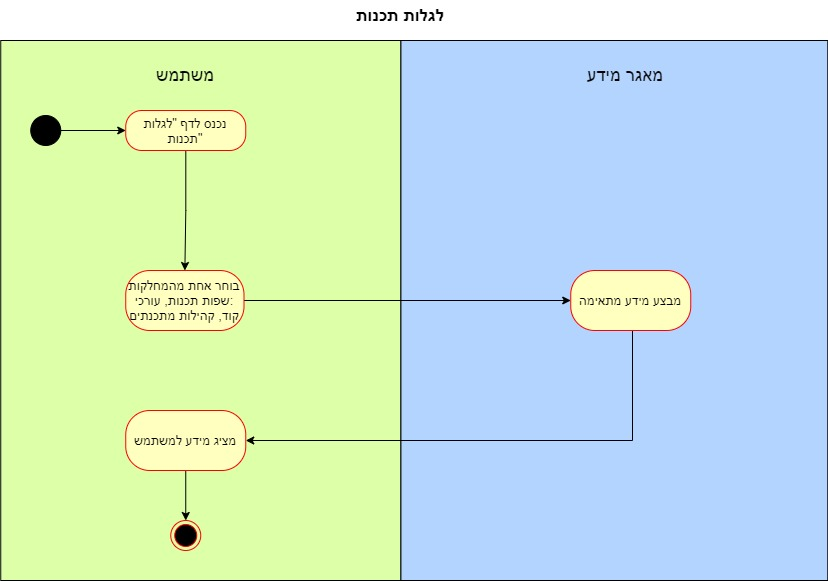 לגלות תכנות
משתמש
מאגר מידע
נכנס לדף "לגלות
תכנות"
בוחר אחת מהמחלקות
:שפות תכנות, עורכי
קוד, קהילות מתכנתים
מבצע מידע מתאימה
מציג מידע למשתמש